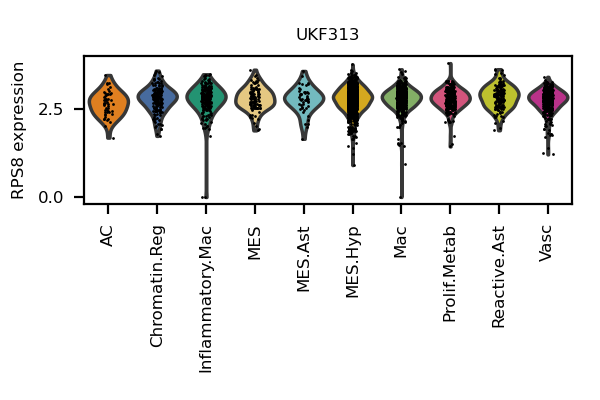 UKF313
RPS8 expression
2.5
0.0
AC
Chromatin.Reg
Inflammatory.Mac
MES
MES.Ast
MES.Hyp
Mac
Prolif.Metab
Reactive.Ast
Vasc